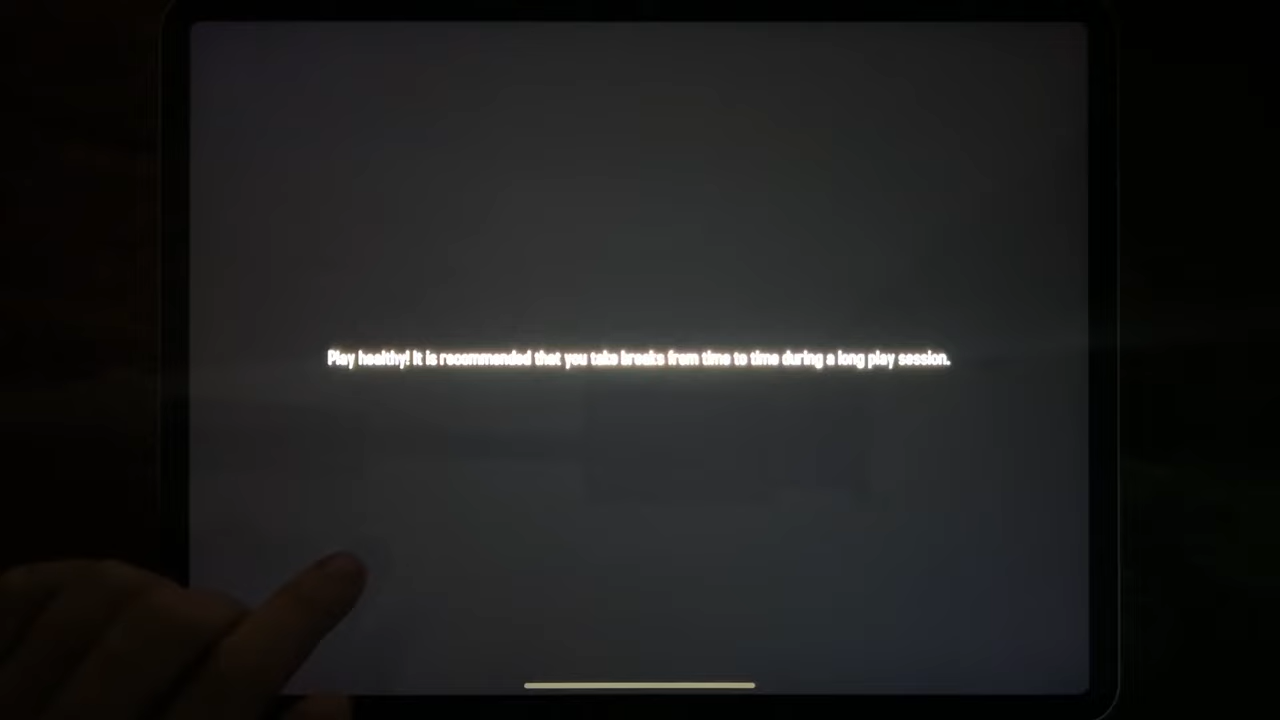 Play healthy! It is recommended that you take breaks from time to time during a long play session.